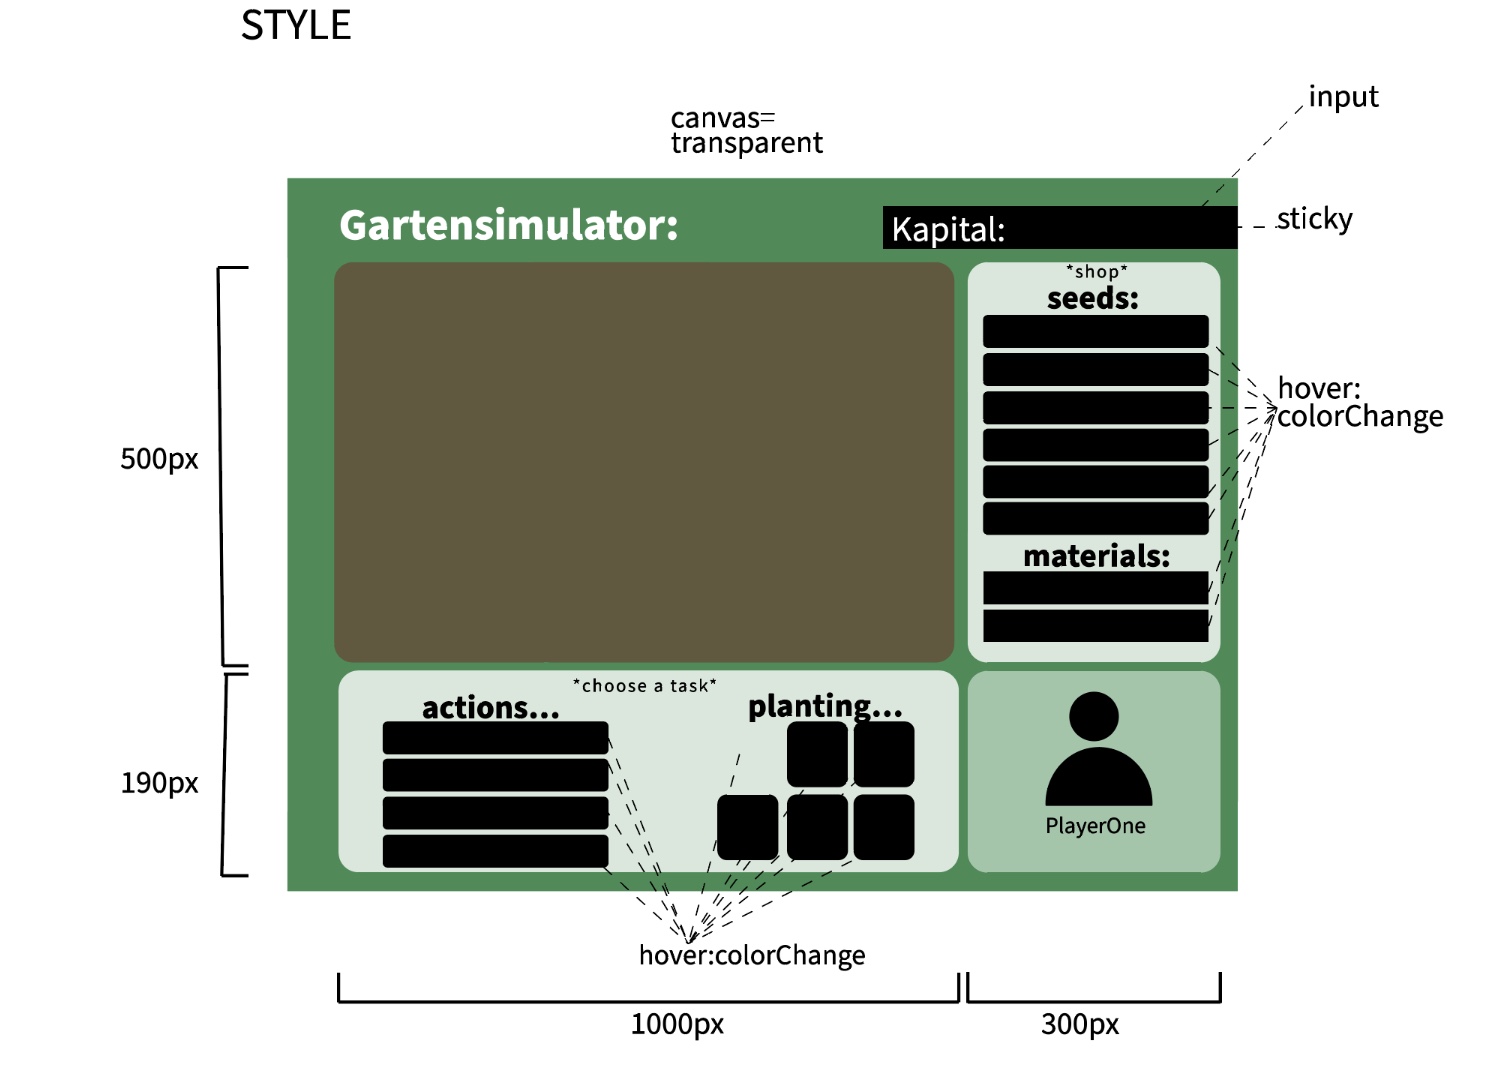 STYLE
input
canvas=
transparent
sticky
Gartensimulator:
Kapital:
*shop*
seeds:
hover:
colorChange
500px
materials:
*choose a task*
actions...
planting...
190px
PlayerOne
hover:colorChange
1000px
300px